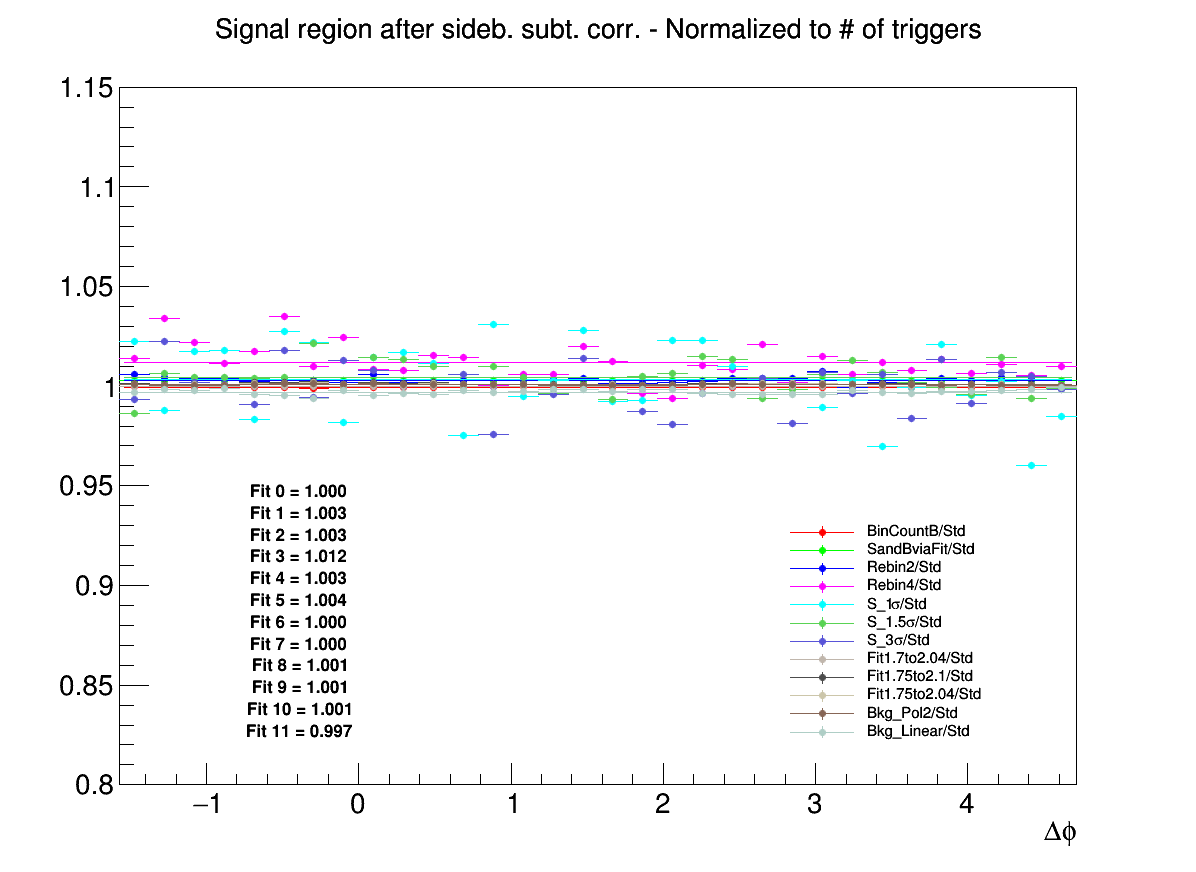 Signal region after sideb. subt. corr. - Normalized to # of triggers
1.15
1.1
1.05
1
0.95
0.9
0.85
0.8
Fit 0 = 1.000
Fit 1 = 1.003
Fit 2 = 1.003
Fit 3 = 1.012
Fit 4 = 1.003
Fit 5 = 1.004
Fit 6 = 1.000
Fit 7 = 1.000
Fit 8 = 1.001
Fit 9 = 1.001
Fit 10 = 1.001
Fit 11 = 0.997
BinCountB/Std
SandBviaFit/Std
Rebin2/Std
Rebin4/Std
S_1σ/Std
S_1.5σ/Std
S_3σ/Std
Fit1.7to2.04/Std
Fit1.75to2.1/Std
Fit1.75to2.04/Std
Bkg_Pol2/Std
Bkg_Linear/Std
−1 0 1 2 3 4
Δϕ